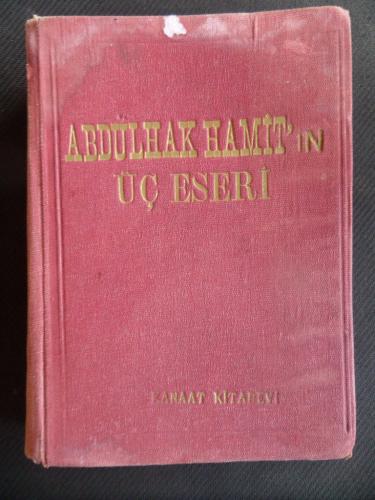 ABDULHAK HAMİT'İN
ÜÇ ESERİ
KANAAT KİTABEVİ